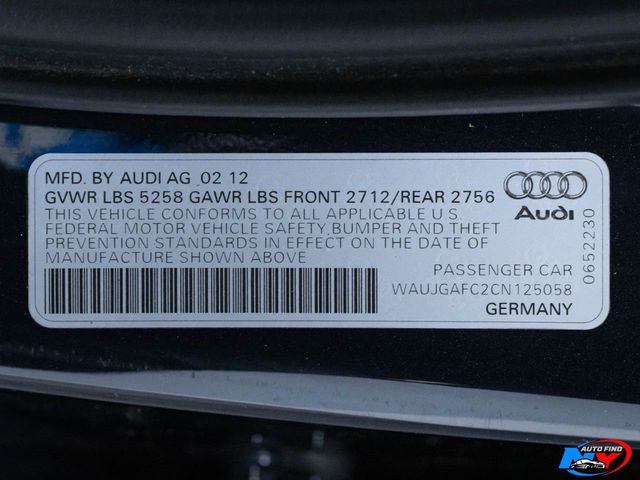 MFD. BY AUDI AG 02 12
GVWR LBS 5258 GAWR LBS FRONT 2712/REAR 2756
THIS VEHICLE CONFORMS TO ALL APPLICABLE U S
FEDERAL MOTOR VEHICLE SAFETY,BUMPER AND THEFT
PREVENTION STANDARDS IN EFFECT ON THE DATE OF
MANUFACTURE SHOWN ABOVE
Audi
0652230
PASSENGER CAR
WAUJGAFC2CN125058
GERMANY
AUTO FIND
NY